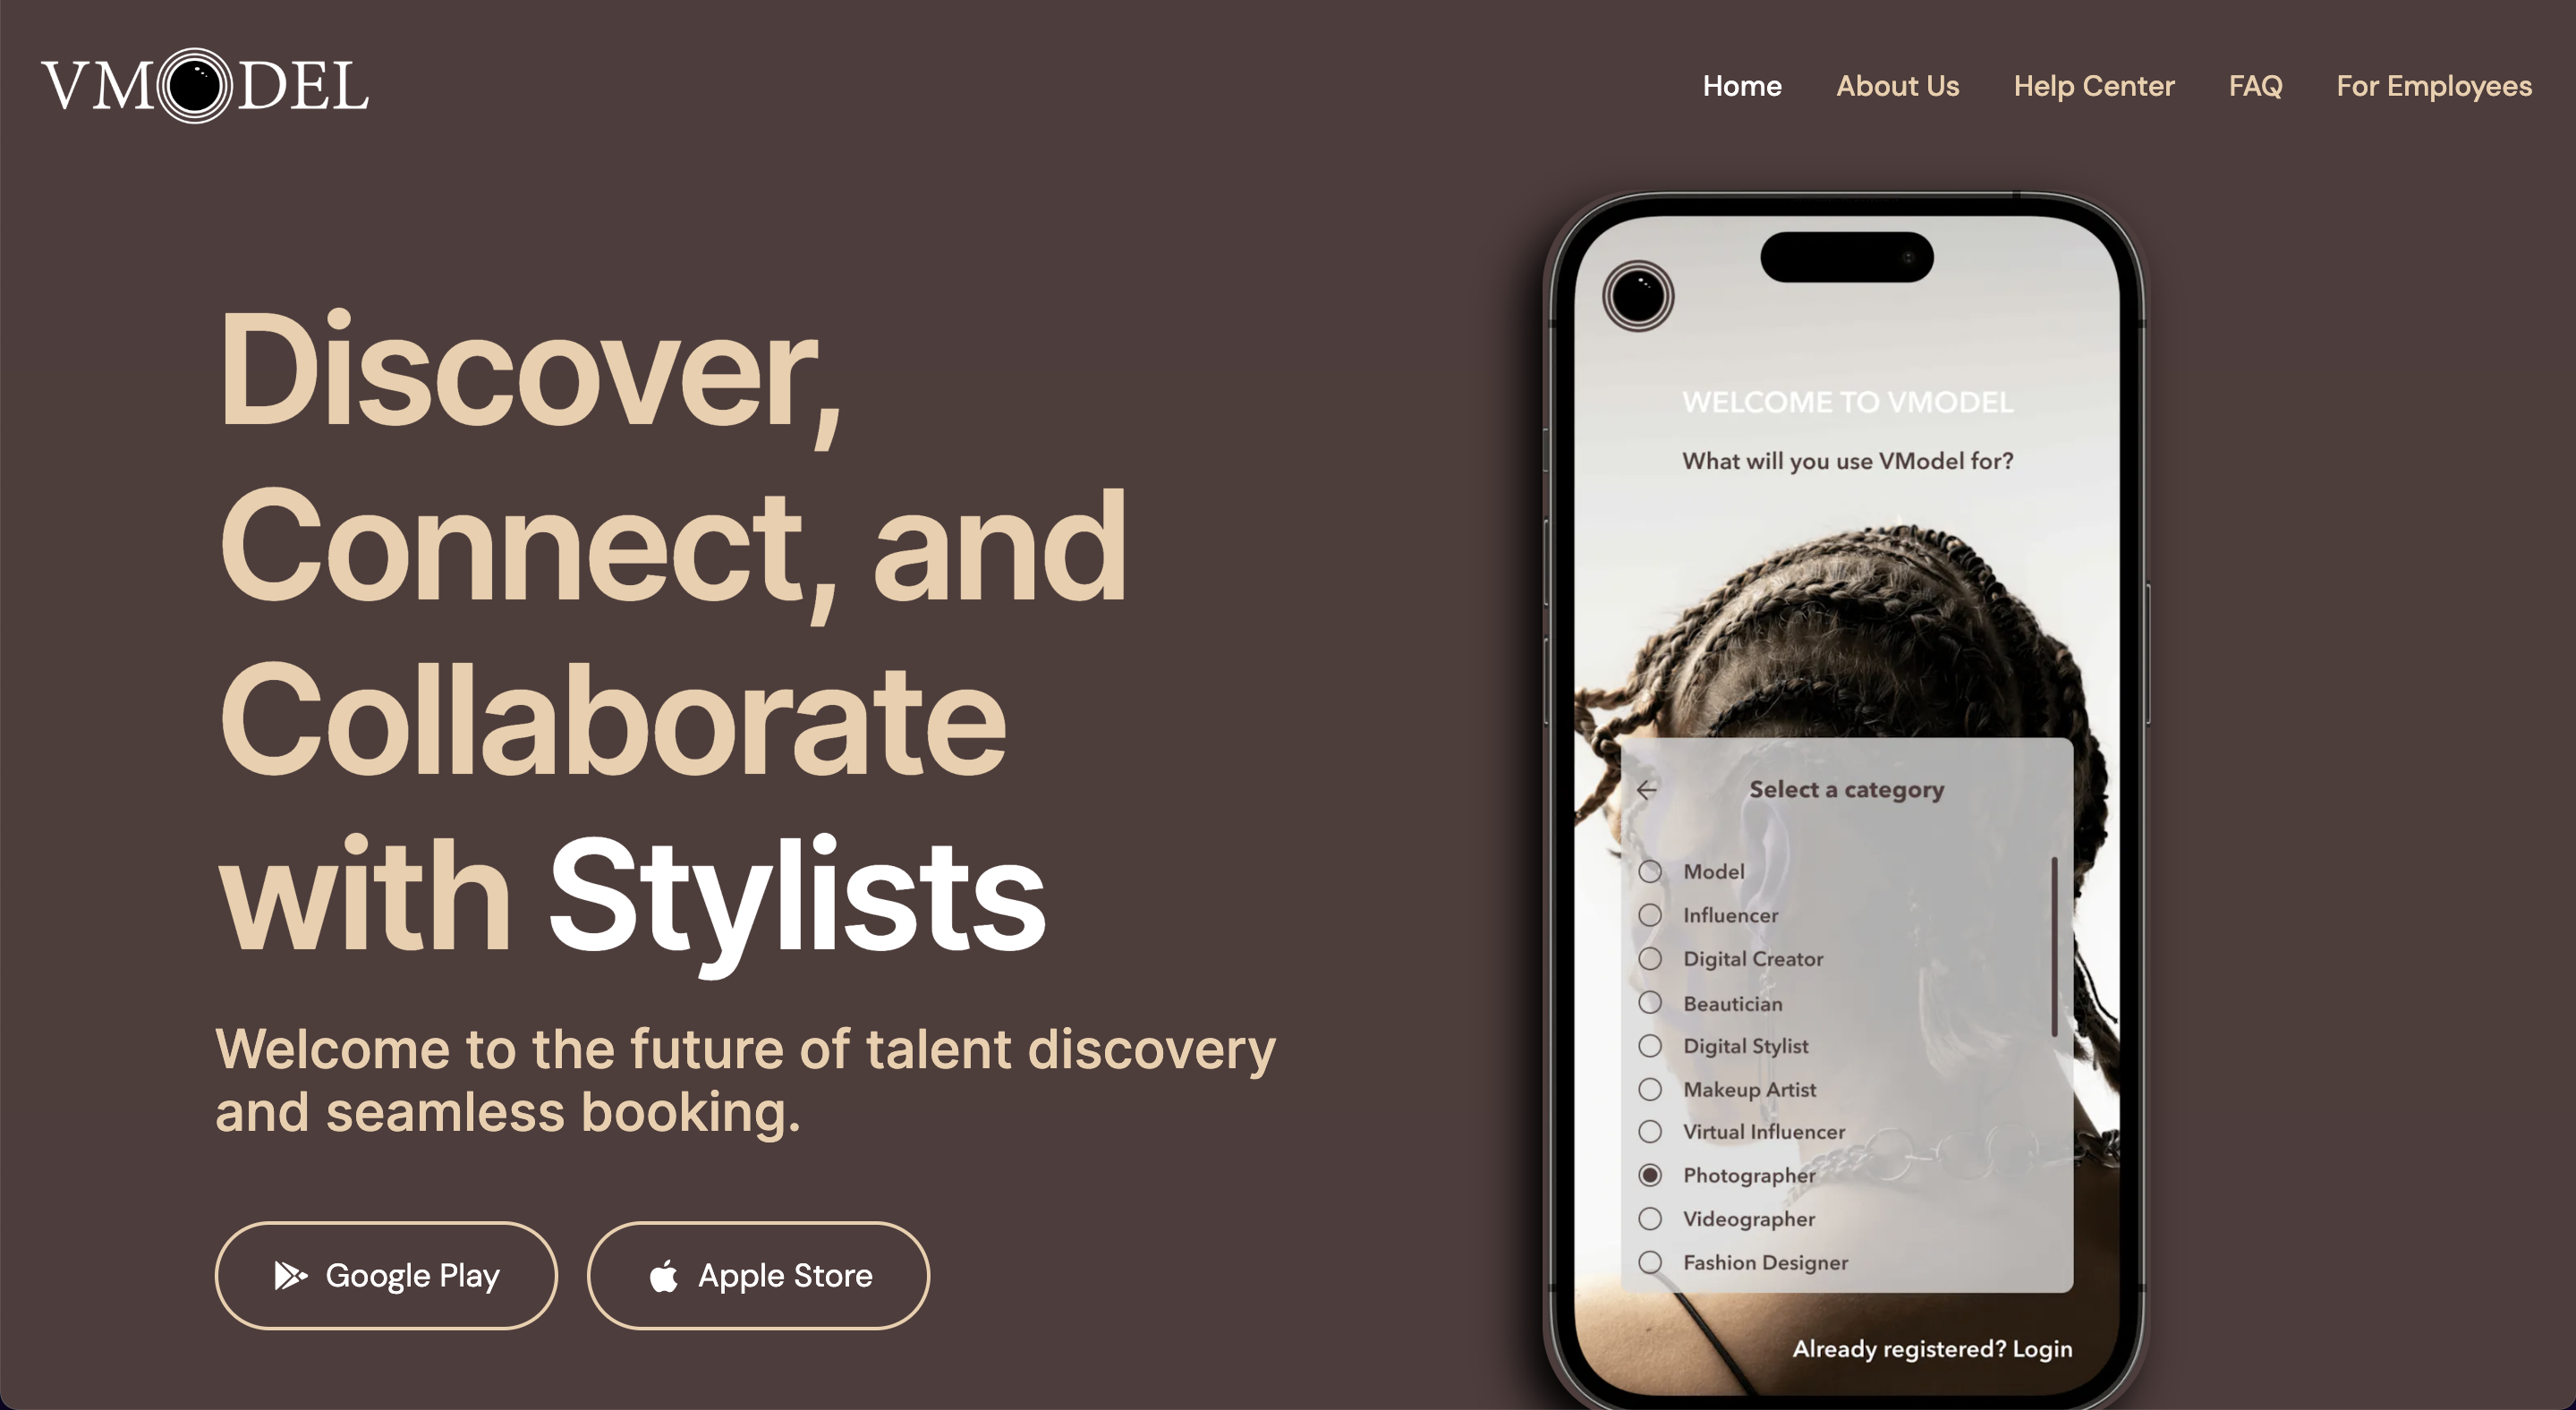 VMODEL
Home
About Us
Help Center
FAQ
For Employees
Discover,
Connect, and
Collaborate
with Stylists
Welcome to the future of talent discovery
and seamless booking.
Google Play
Apple Store
WELCOME TO VMODEL
What will you use VModel for?
Select a category
Model
Influencer
Digital Creator
Beautician
Digital Stylist
Makeup Artist
Virtual Influencer
Photographer
Videographer
Fashion Designer
Already registered? Login